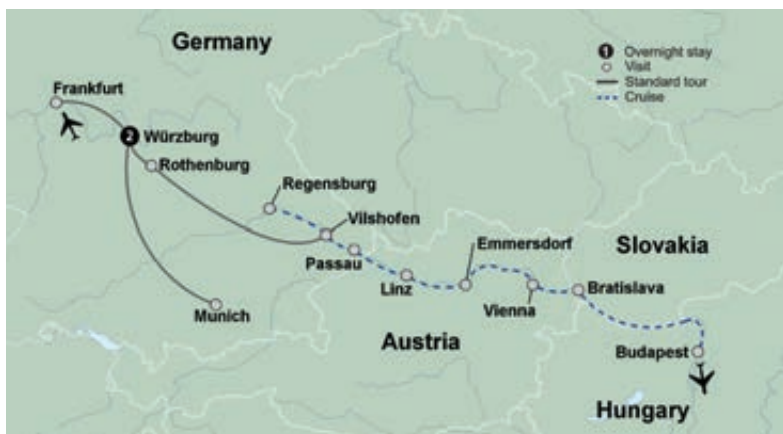 Germany
1 Overnight stay
Visit
Standard tour
Cruise
Frankfurt
2 Würzburg
Rothenburg
Regensburg
Vilshofen
Passau
Emmersdorf
Slovakia
Linz
Vienna
Bratislava
Munich
Austria
Budapest
Hungary